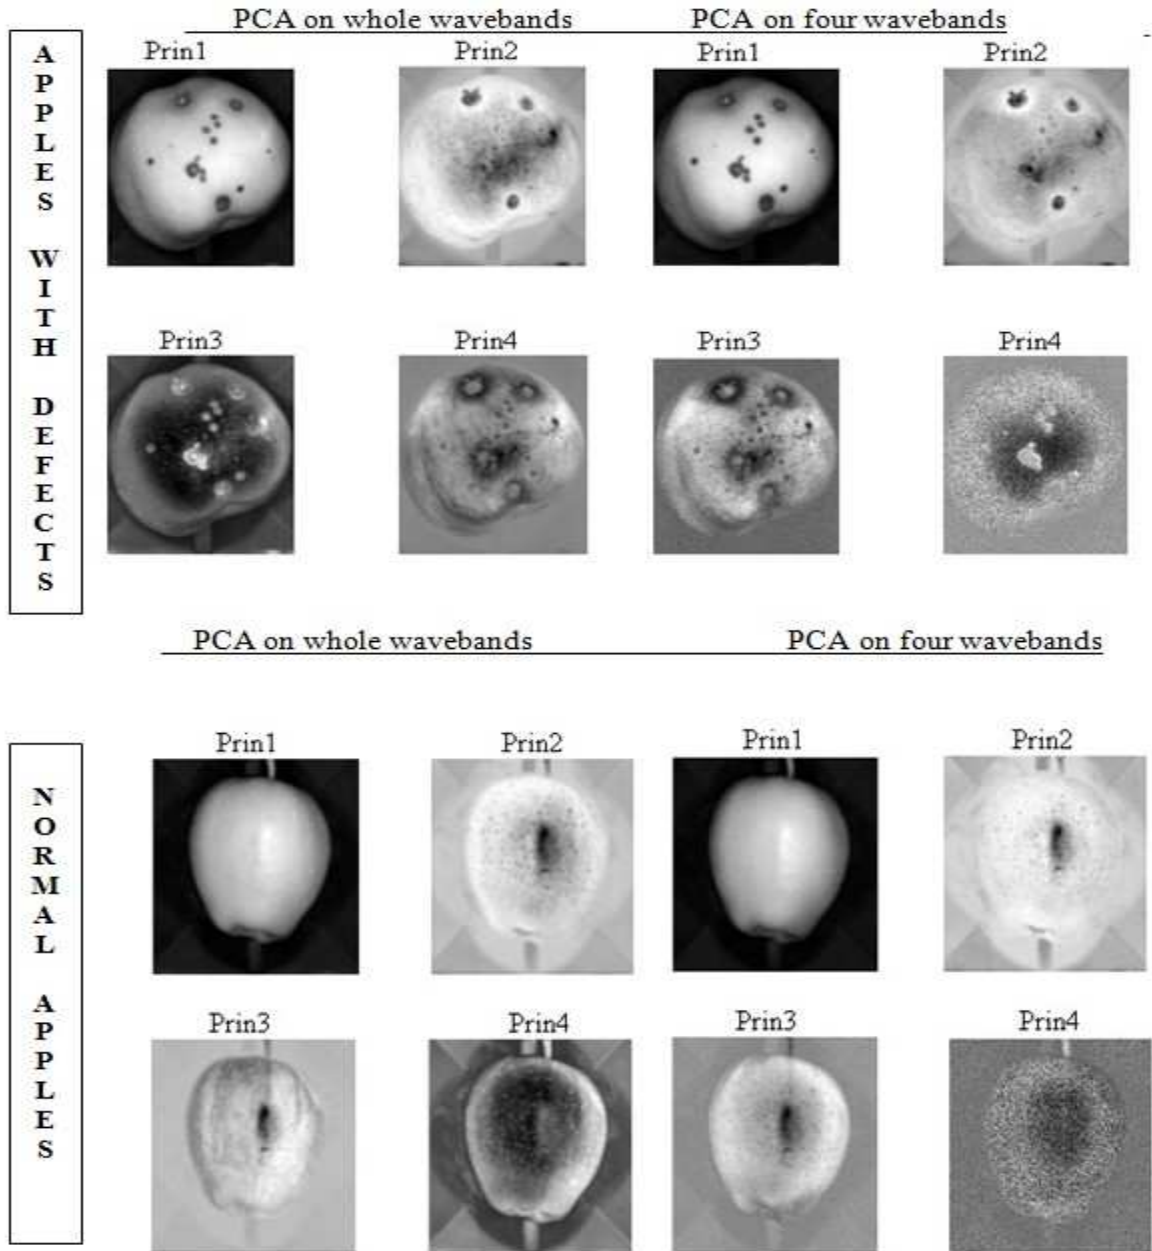 PCA on whole wavebands PCA on four wavebands
Prin1 Prin2 Prin1 Prin2
APPLES WITH DEFECTS
Prin3 Prin4 Prin3 Prin4
PCA on whole wavebands PCA on four wavebands
Prin1 Prin2 Prin1 Prin2
NORMAL APPLES
Prin3 Prin4 Prin3 Prin4